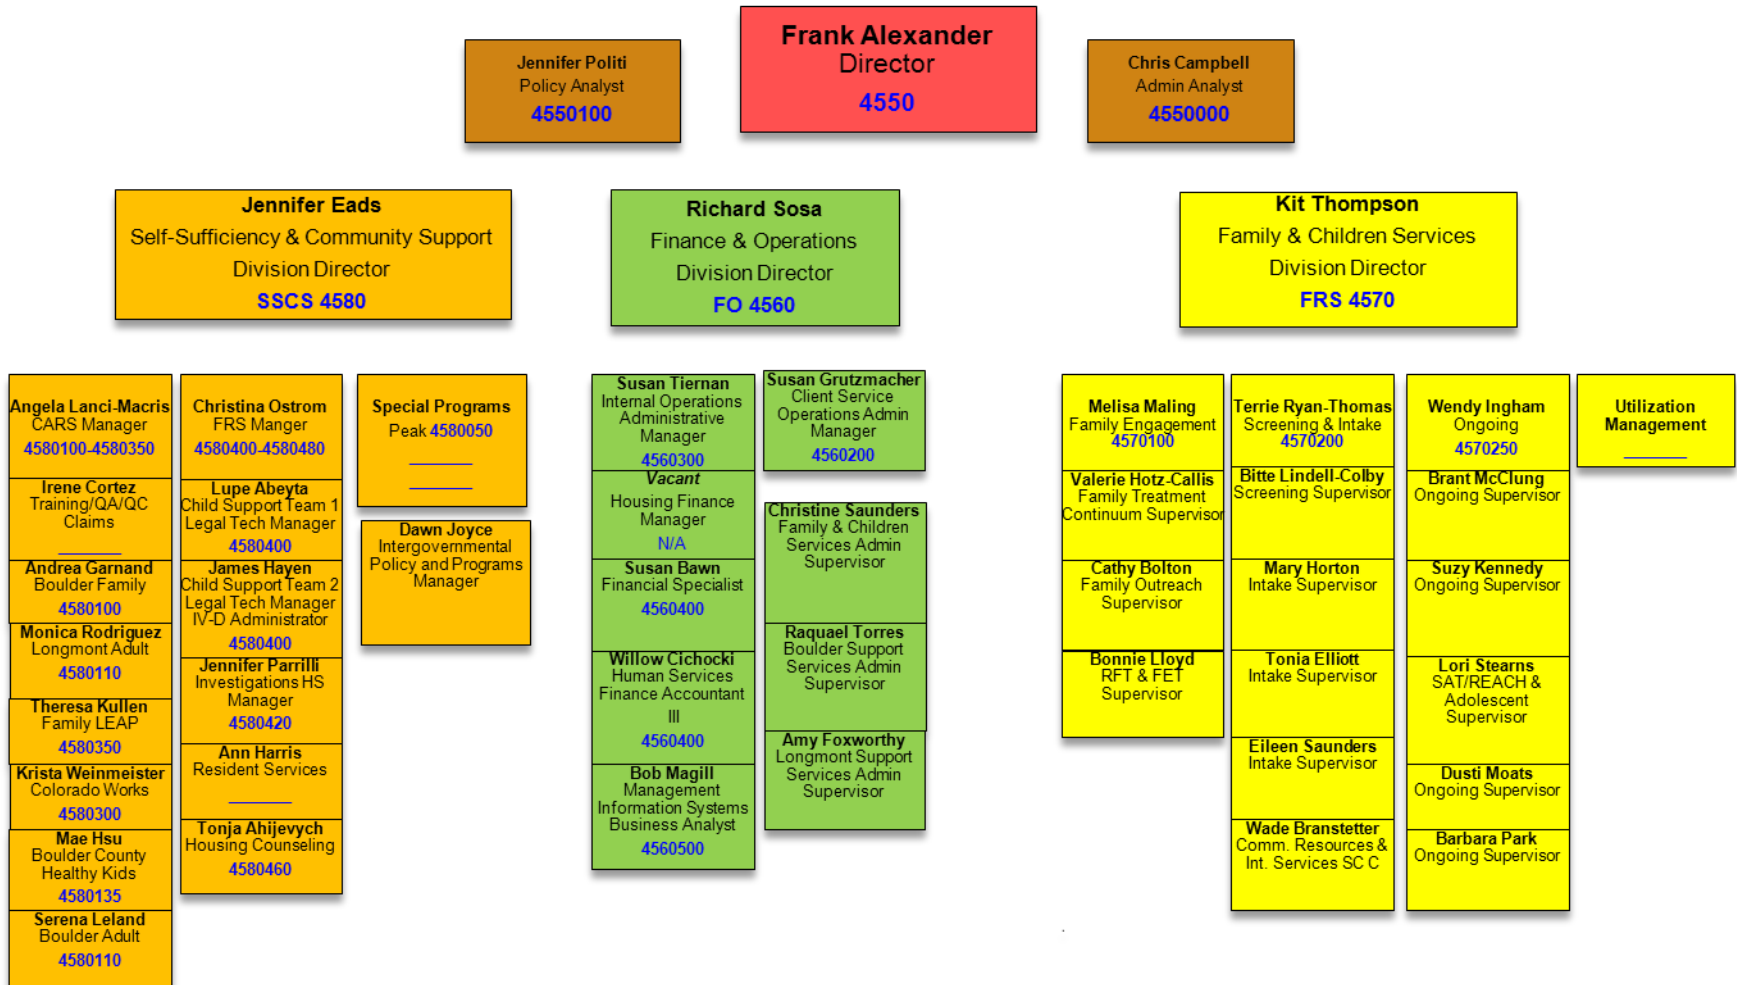 Frank Alexander
Director
4550
Jennifer Politi
Policy Analyst
4550100
Chris Campbell
Admin Analyst
4550000
Jennifer Eads
Self-Sufficiency & Community Support
Division Director
SSCS 4580
Richard Sosa
Finance & Operations
Division Director
FO 4560
Kit Thompson
Family & Children Services
Division Director
FRS 4570
Angela Lanci-Macris
CARS Manager
4580100-4580350
Irene Cortez
Training/QA/QC
Claims
Andrea Garnand
Boulder Family
4580100
Monica Rodriguez
Longmont Adult
4580110
Theresa Kullen
Family LEAP
4580350
Krista Weinmeister
Colorado Works
4580300
Mae Hsu
Boulder County
Healthy Kids
4580135
Serena Leland
Boulder Adult
4580110
Christina Ostrom
FRS Manger
4580400-4580480
Lupe Abeyta
Child Support Team 1
Legal Tech Manager
4580400
James Hayen
Child Support Team 2
Legal Tech Manager
IV-D Administrator
4580400
Jennifer Parrilli
Investigations HS
Manager
4580420
Ann Harris
Resident Services
Tonja Ahijevych
Housing Counseling
4580460
Special Programs
Peak 4580050
Dawn Joyce
Intergovernmental
Policy and Programs
Manager
Susan Tiernan
Internal Operations
Administrative
Manager
4560300
Vacant
Housing Finance
Manager
N/A
Susan Bawn
Financial Specialist
4560400
Willow Cichocki
Human Services
Finance Accountant
III
4560400
Bob Magill
Management
Information Systems
Business Analyst
4560500
Susan Grutzmacher
Client Service
Operations Admin
Manager
4560200
Christine Saunders
Family & Children
Services Admin
Supervisor
Raquael Torres
Boulder Support
Services Admin
Supervisor
Amy Foxworthy
Longmont Support
Services Admin
Supervisor
Melisa Maling
Family Engagement
4570100
Valerie Hotz-Callis
Family Treatment
Continuum Supervisor
Cathy Bolton
Family Outreach
Supervisor
Bonnie Lloyd
RFT & FET
Supervisor
Terrie Ryan-Thomas
Screening & Intake
4570200
Bitte Lindell-Colby
Screening Supervisor
Mary Horton
Intake Supervisor
Tonia Elliott
Intake Supervisor
Eileen Saunders
Intake Supervisor
Wade Branstetter
Comm. Resources &
Int. Services SC C
Wendy Ingham
Ongoing
4570250
Brant McClung
Ongoing Supervisor
Suzy Kennedy
Ongoing Supervisor
Lori Stearns
SAT/REACH &
Adolescent
Supervisor
Dusti Moats
Ongoing Supervisor
Barbara Park
Ongoing Supervisor
Utilization
Management